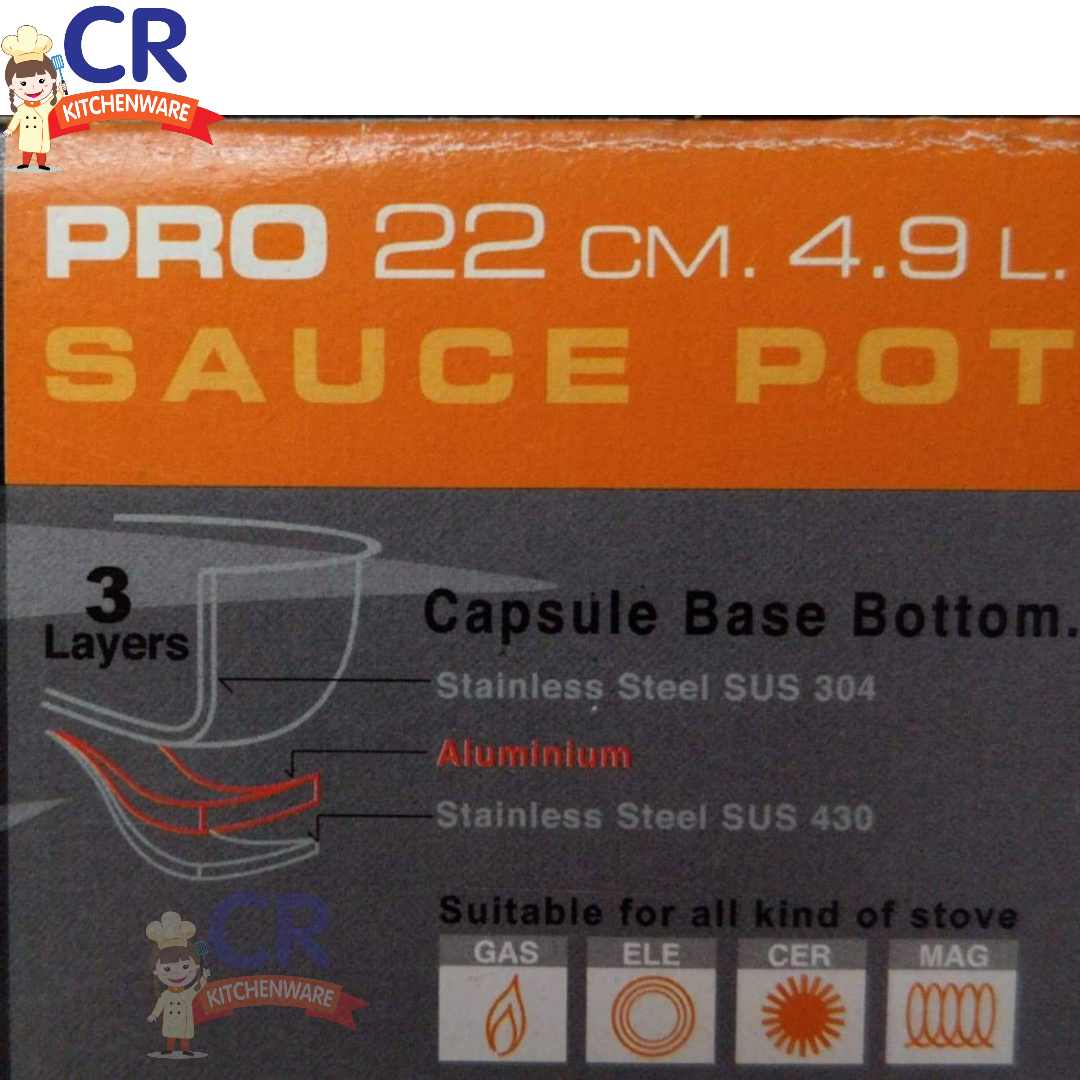 CR
KITCHENWARE
PRO 22 CM. 4.9 L.
SAUCE POT
3
Layers
Capsule Base Bottom.
Stainless Steel SUS 304
Aluminium
Stainless Steel SUS 430
Suitable for all kind of stove
GAS ELE CER MAG
CR
KITCHENWARE